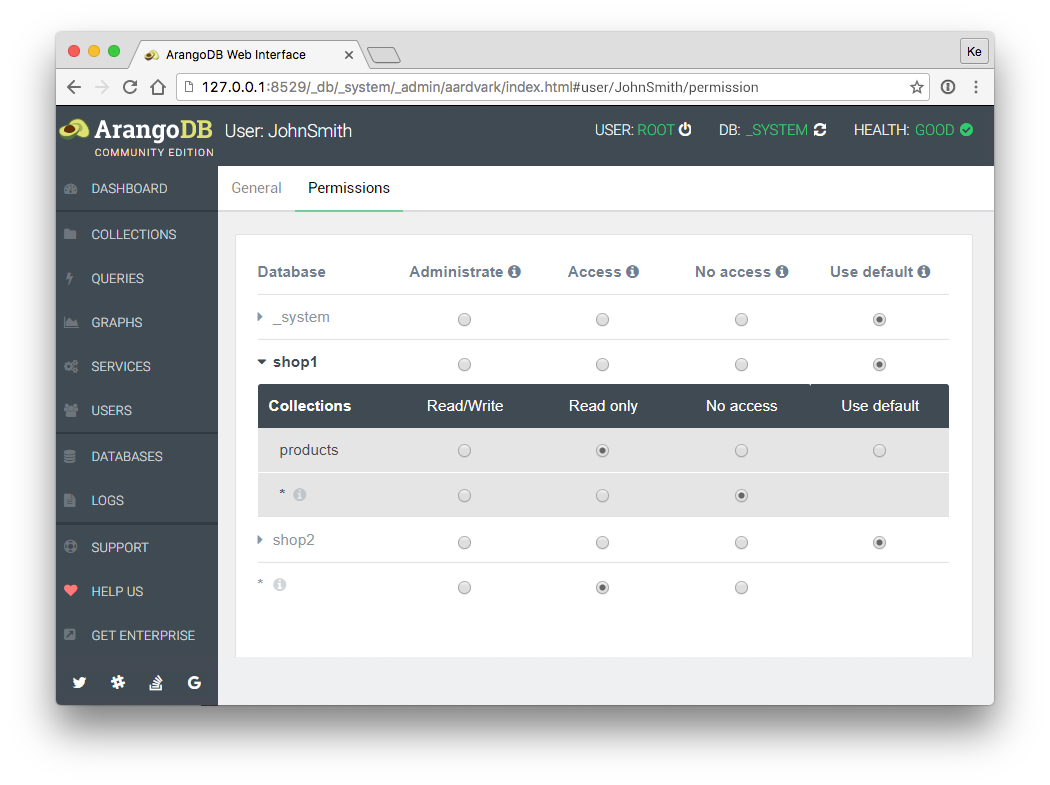 ArangoDB Web Interface
Ke
127.0.0.1:8529/_db/_system/_admin/aardvark/index.html#user/JohnSmith/permission
ArangoDB User: JohnSmith USER: ROOT DB: _SYSTEM HEALTH: GOOD
COMMUNITY EDITION
DASHBOARD
COLLECTIONS
QUERIES
GRAPHS
SERVICES
USERS
DATABASES
LOGS
SUPPORT
HELP US
GET ENTERPRISE
General Permissions
Database Administrate Access No access Use default
_system
shop1
Collections Read/Write Read only No access Use default
products
*
shop2
*